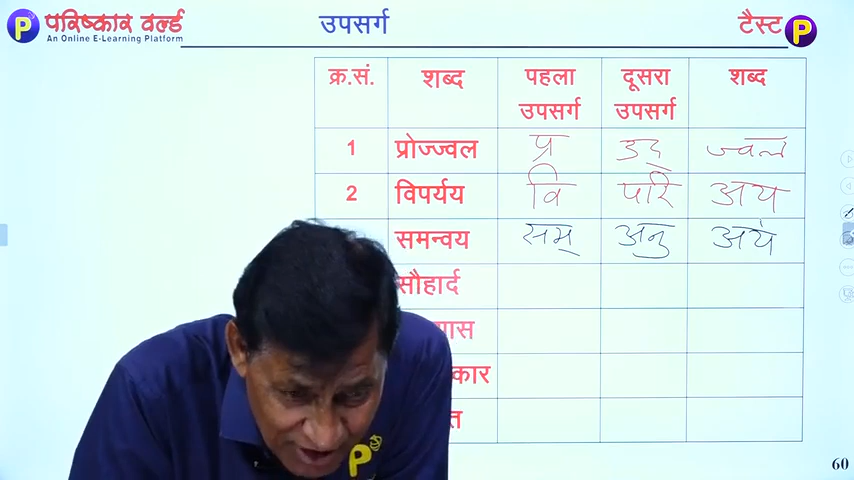 परिष्कार वर्ल्ड
An Online E-Learning Platform
उपसर्ग
टैस्ट
क्र.सं. शब्द पहला उपसर्ग दूसरा उपसर्ग शब्द
1 प्रोज्ज्वल प्र उद् ज्वल
2 विपर्यय वि परि अय
समन्वय सम् अनु अय
सौहार्द
कार
त
60